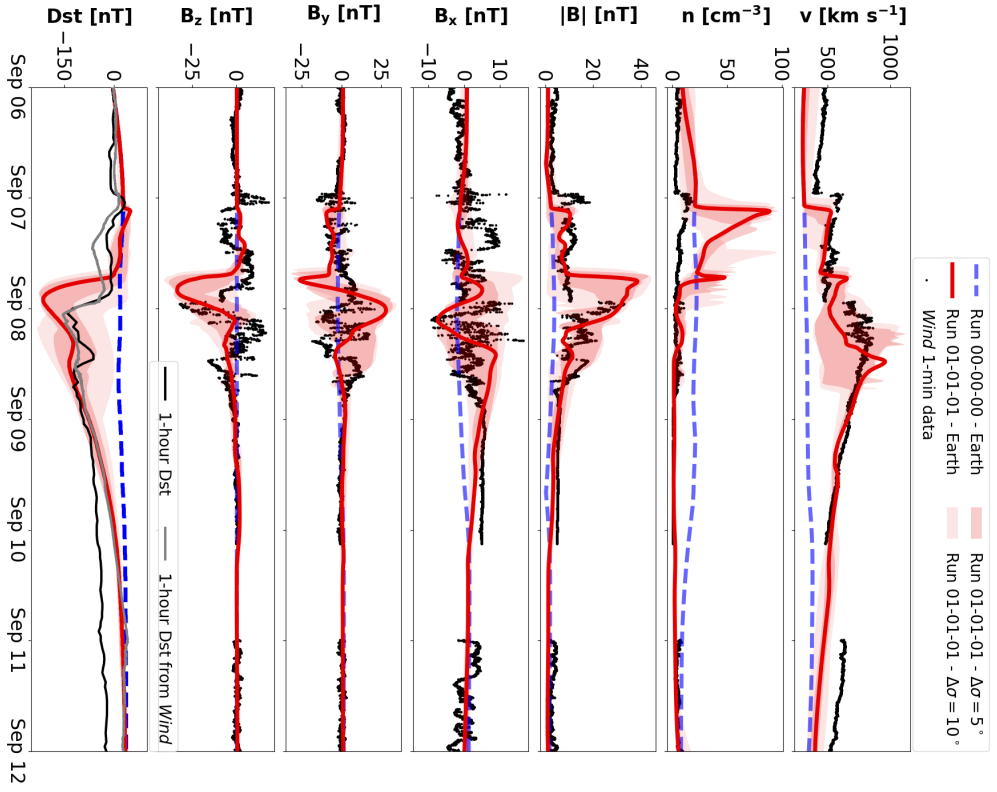 Run 00-00-00 - Earth
Run 01-01-01 - Earth
Wind 1-min data
Run 01-01-01 - Δσ = 5°
Run 01-01-01 - Δσ = 10°
v [km s⁻¹]
500
1000
n [cm⁻³]
0
50
100
|B| [nT]
0
20
40
Bₓ [nT]
−10
0
10
Bᵧ [nT]
−25
0
25
B_z [nT]
−25
0
1-hour Dst
1-hour Dst from Wind
Dst [nT]
−150
0
Sep 06
Sep 07
Sep 08
Sep 09
Sep 10
Sep 11
Sep 12